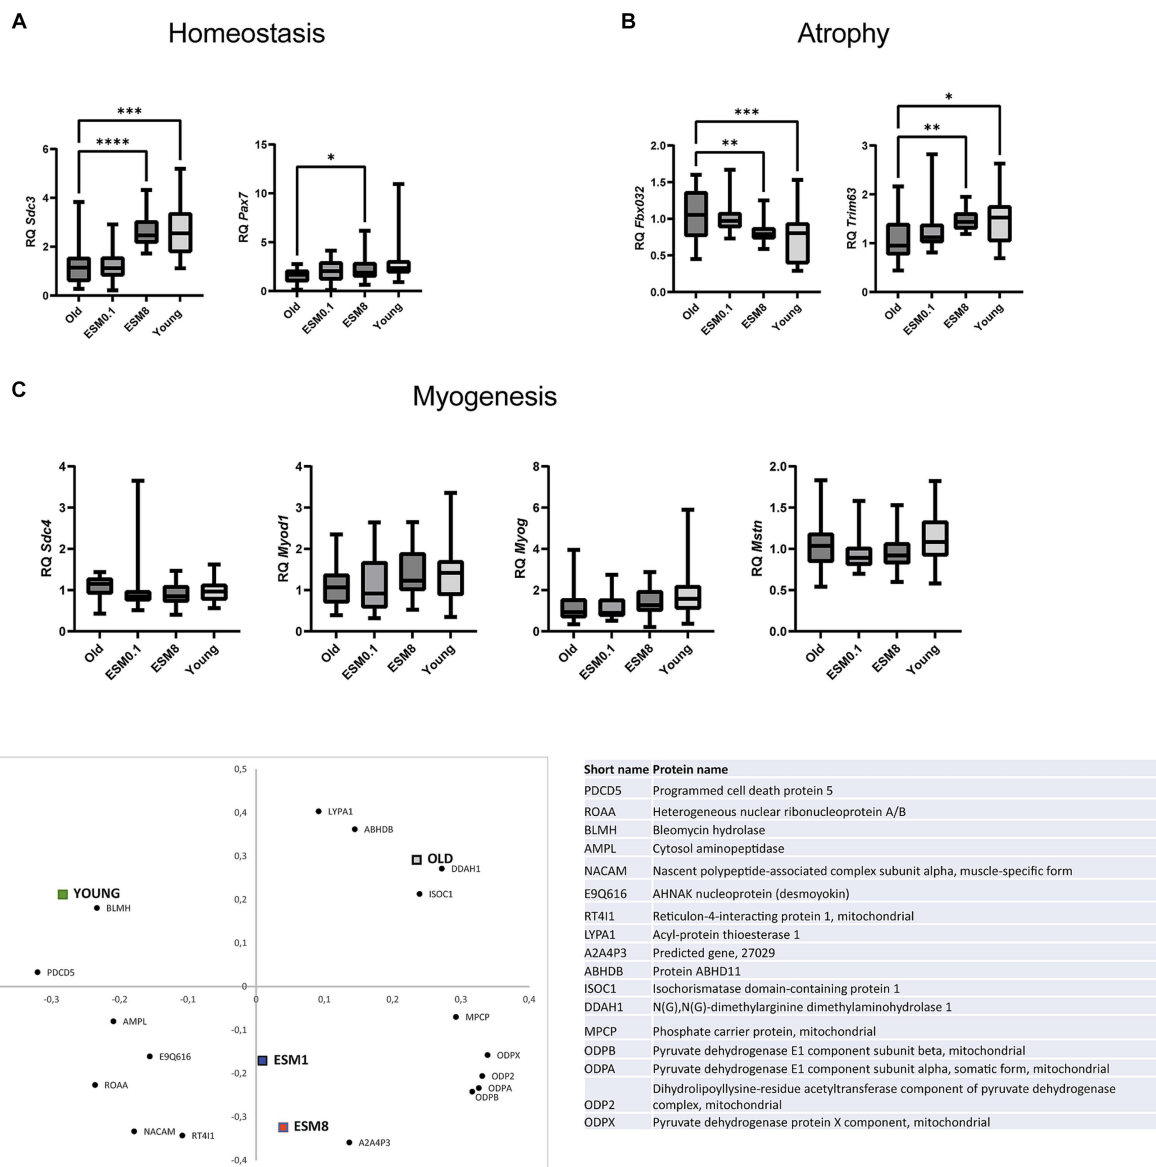 A
Homeostasis
B
Atrophy
RQ Sdc3
6
4
2
0
***
****
Old
ESM0.1
ESM8
Young
RQ Pax7
15
10
5
0
*
Old
ESM0.1
ESM8
Young
RQ Fbx032
2.0
1.5
1.0
0.5
0.0
***
**
Old
ESM0.1
ESM8
Young
RQ Trim63
3
2
1
0
*
**
Old
ESM0.1
ESM8
Young
C
Myogenesis
RQ Sdc4
4
3
2
1
0
Old
ESM0.1
ESM8
Young
RQ Myod1
4
3
2
1
0
Old
ESM0.1
ESM8
Young
RQ Myog
8
6
4
2
0
Old
ESM0.1
ESM8
Young
RQ Mstn
2.0
1.5
1.0
0.5
0.0
Old
ESM0.1
ESM8
Young
0,5
0,4
0,3
0,2
0,1
0
-0,1
-0,2
-0,3
-0,4
-0,3
-0,2
-0,1
0
0,1
0,2
0,3
0,4
LYPA1
ABHDB
OLD
DDAH1
ISOC1
YOUNG
BLMH
PDCD5
AMPL
MPCP
E9Q616
ESM1
ODPX
ODP2
ODPA
ODPB
ROAA
NACAM
RT4I1
ESM8
A2A4P3
Short name Protein name
PDCD5 Programmed cell death protein 5
ROAA Heterogeneous nuclear ribonucleoprotein A/B
BLMH Bleomycin hydrolase
AMPL Cytosol aminopeptidase
NACAM Nascent polypeptide-associated complex subunit alpha, muscle-specific form
E9Q616 AHNAK nucleoprotein (desmoyokin)
RT4I1 Reticulon-4-interacting protein 1, mitochondrial
LYPA1 Acyl-protein thioesterase 1
A2A4P3 Predicted gene, 27029
ABHDB Protein ABHD11
ISOC1 Isochorismatase domain-containing protein 1
DDAH1 N(G),N(G)-dimethylarginine dimethylaminohydrolase 1
MPCP Phosphate carrier protein, mitochondrial
ODPB Pyruvate dehydrogenase E1 component subunit beta, mitochondrial
ODPA Pyruvate dehydrogenase E1 component subunit alpha, somatic form, mitochondrial
Dihydrolipoyllysine-residue acetyltransferase component of pyruvate dehydrogenase
ODP2 complex, mitochondrial
ODPX Pyruvate dehydrogenase protein X component, mitochondrial